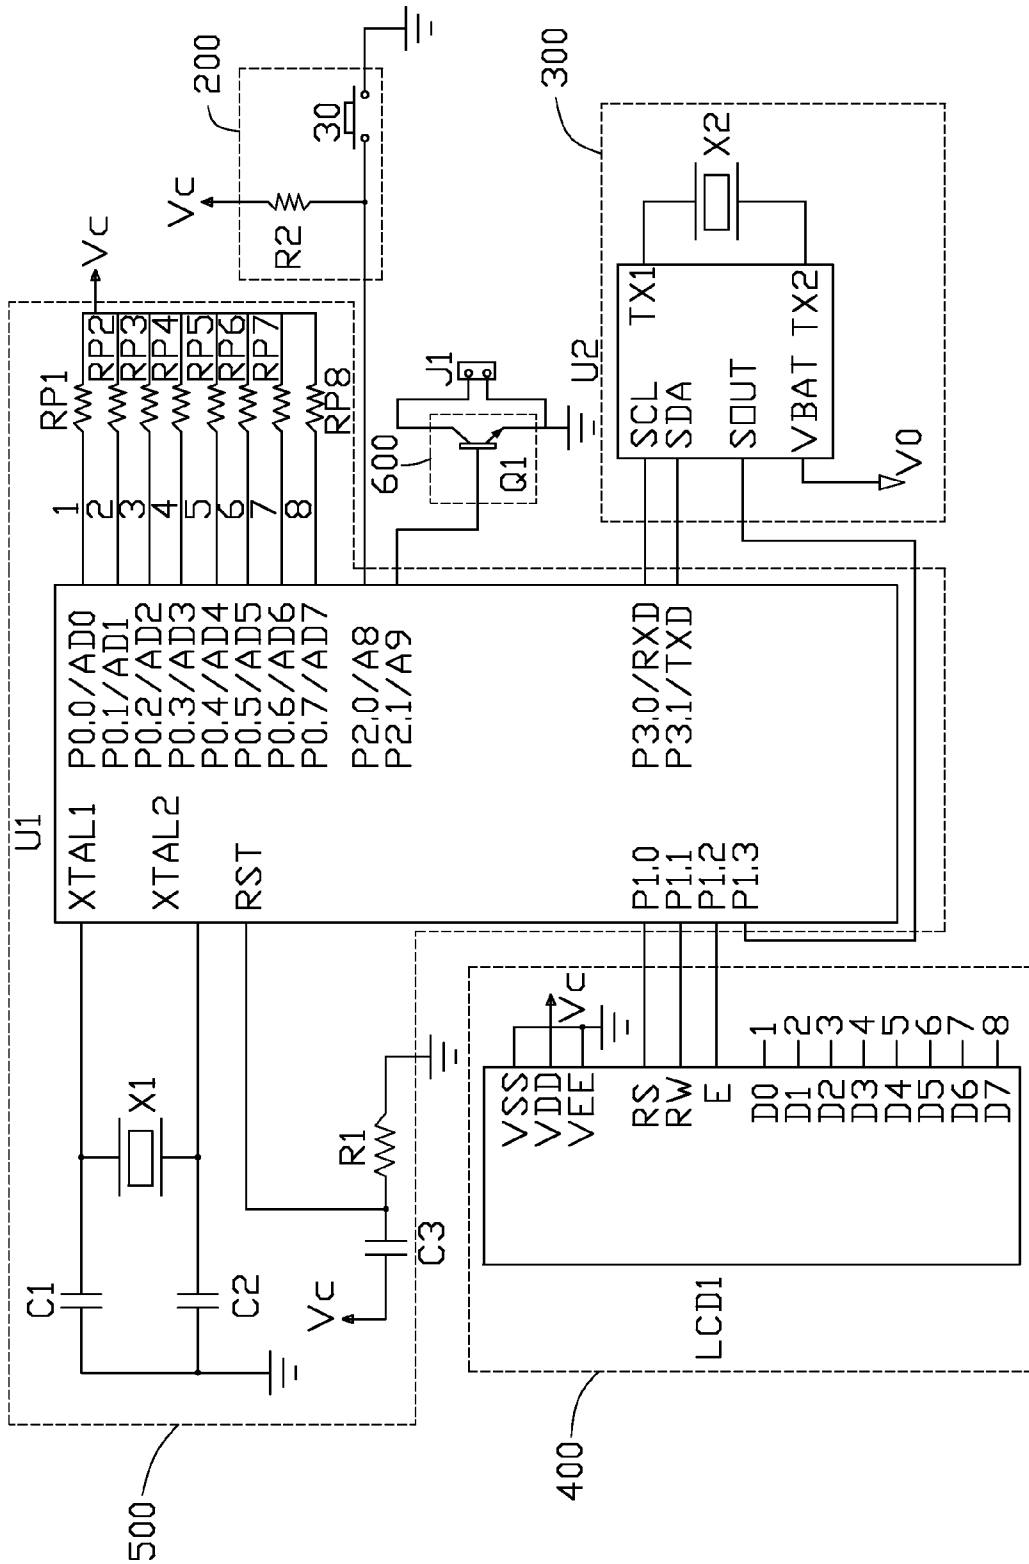 500
U1
C1
C2
X1
XTAL1
XTAL2
RST
Vc
C3
R1
P0.0/AD0
P0.1/AD1
P0.2/AD2
P0.3/AD3
P0.4/AD4
P0.5/AD5
P0.6/AD6
P0.7/AD7
P2.0/A8
P2.1/A9
P3.0/RXD
P3.1/TXD
P1.0
P1.1
P1.2
P1.3
1
2
3
4
5
6
7
8
RP1
RP2
RP3
RP4
RP5
RP6
RP7
RP8
Vc
200
Vc
R2
30
600
Q1
J1
300
U2
SCL
SDA
SOUT
VBAT
TX1
TX2
X2
V0
400
LCD1
VSS
VDD
VEE
Vc
RS
RW
E
D0
D1
D2
D3
D4
D5
D6
D7
1
2
3
4
5
6
7
8